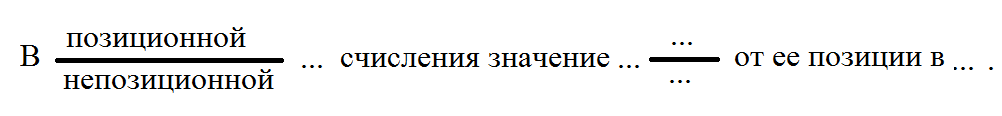 В позиционной ... счисления значение ... ... от ее позиции в ... .
непозиционной ...